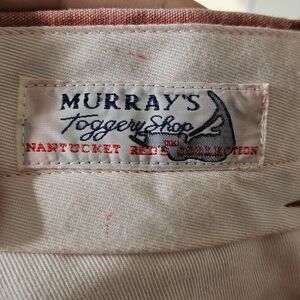 MURRAY'S
Toggery Shop
NANTUCKET REDS COLLECTION